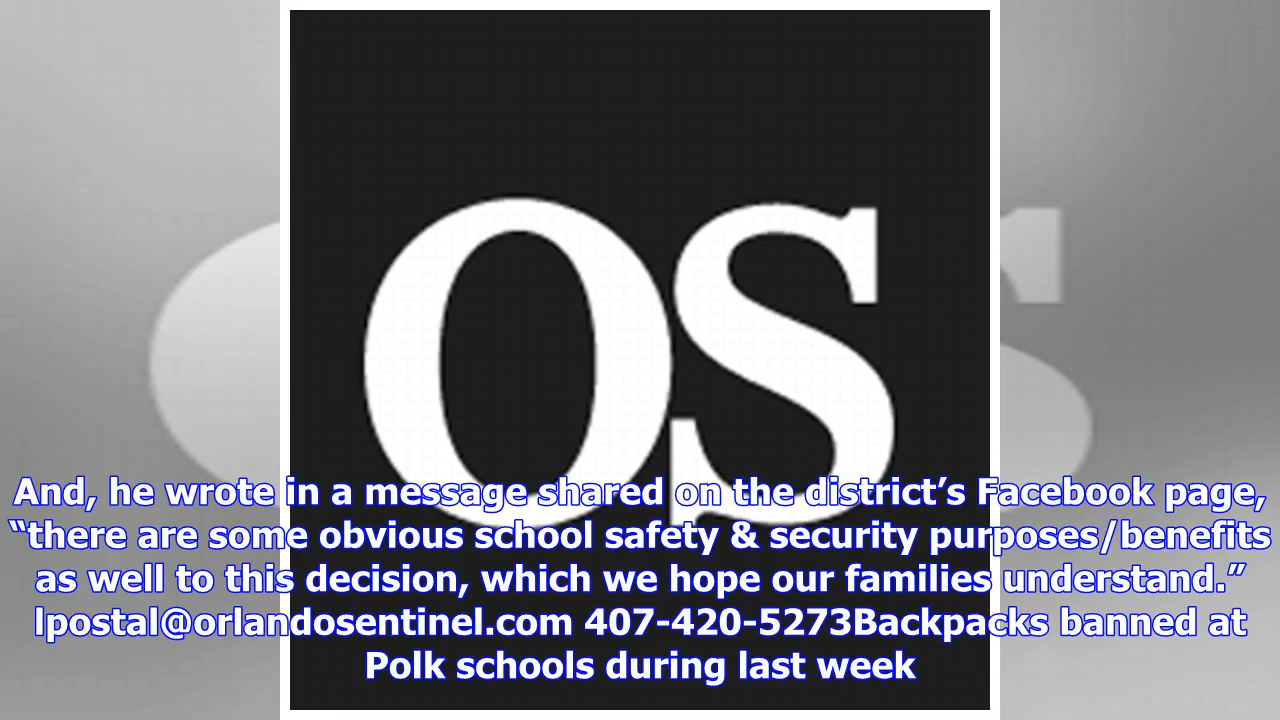 OS
And, he wrote in a message shared on the district’s Facebook page,
“there are some obvious school safety & security purposes/benefits
as well to this decision, which we hope our families understand.”
lpostal@orlandosentinel.com 407-420-5273Backpacks banned at
Polk schools during last week